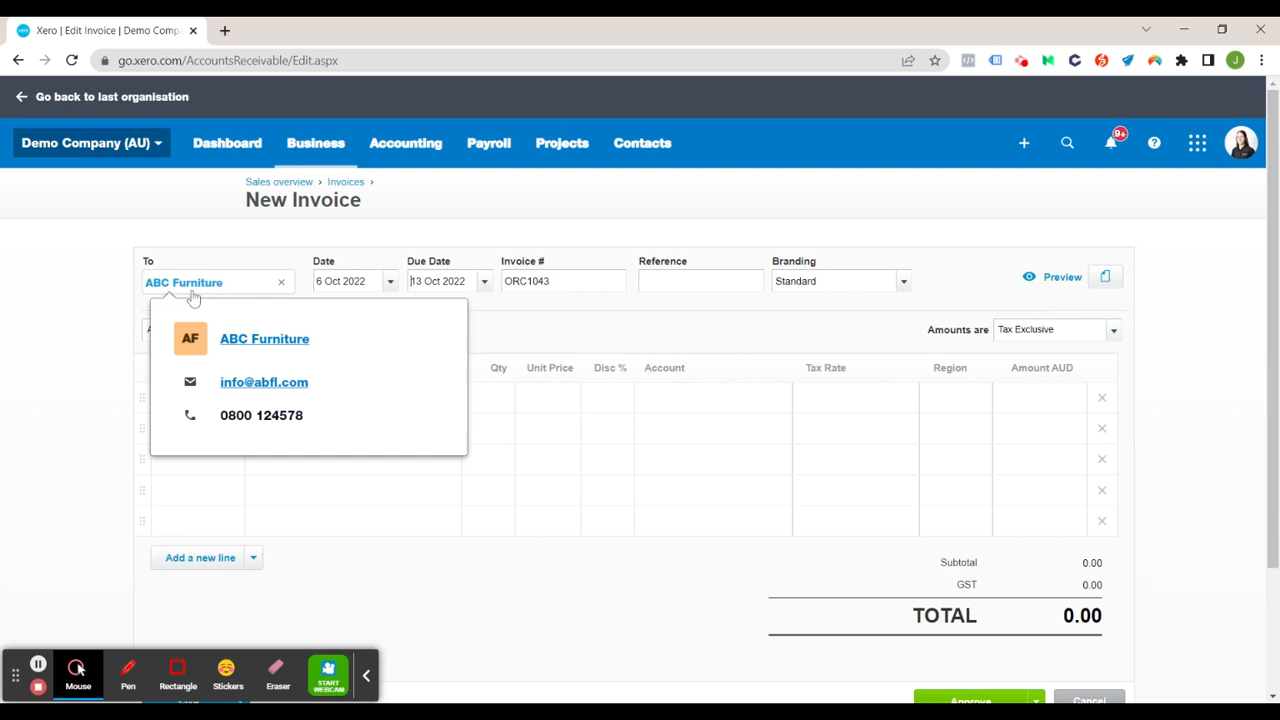 Xero | Edit Invoice | Demo Comp
go.xero.com/AccountsReceivable/Edit.aspx
J
Go back to last organisation
Demo Company (AU)
Dashboard
Business
Accounting
Payroll
Projects
Contacts
9+
Sales overview › Invoices ›
New Invoice
To
Date
Due Date
Invoice #
Reference
Branding
ABC Furniture
6 Oct 2022
13 Oct 2022
ORC1043
Standard
Preview
Amounts are
Tax Exclusive
AF
ABC Furniture
info@abfl.com
0800 124578
Qty
Unit Price
Disc %
Account
Tax Rate
Region
Amount AUD
Add a new line
Subtotal
0.00
GST
0.00
TOTAL
0.00
Approve
Cancel
Mouse
Pen
Rectangle
Stickers
Eraser
START
WEBCAM